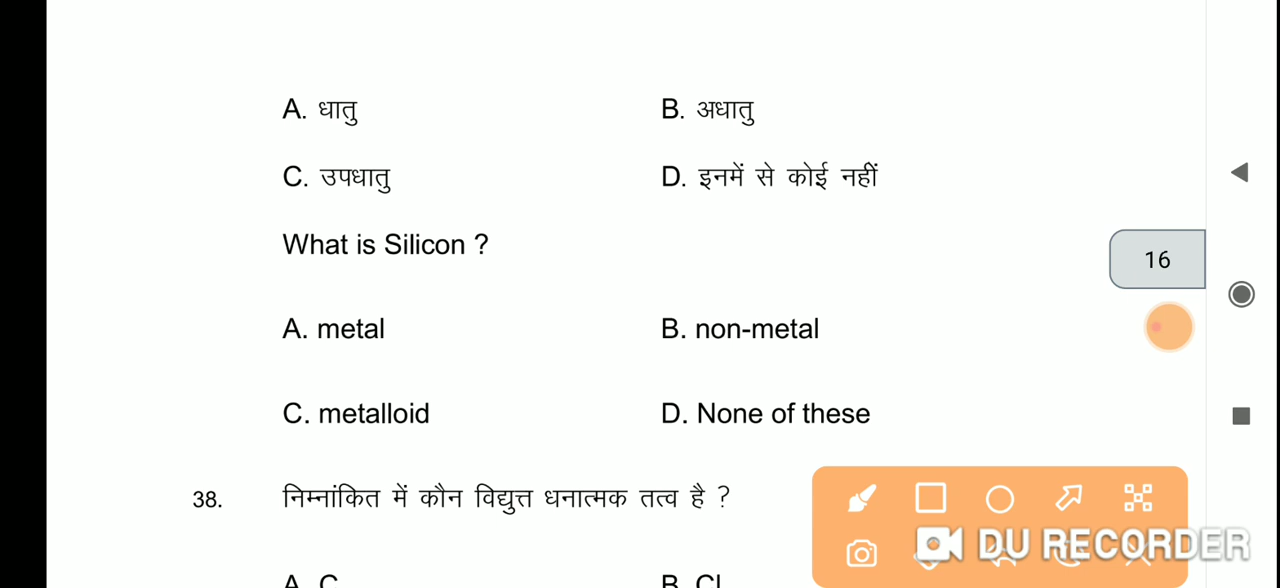 A. धातु B. अधातु
C. उपधातु D. इनमें से कोई नहीं
What is Silicon ?
16
A. metal B. non-metal
C. metalloid D. None of these
38. निम्नांकित में कौन विद्युत्त धनात्मक तत्व है ?
DU RECORDER
A. C B. Cl